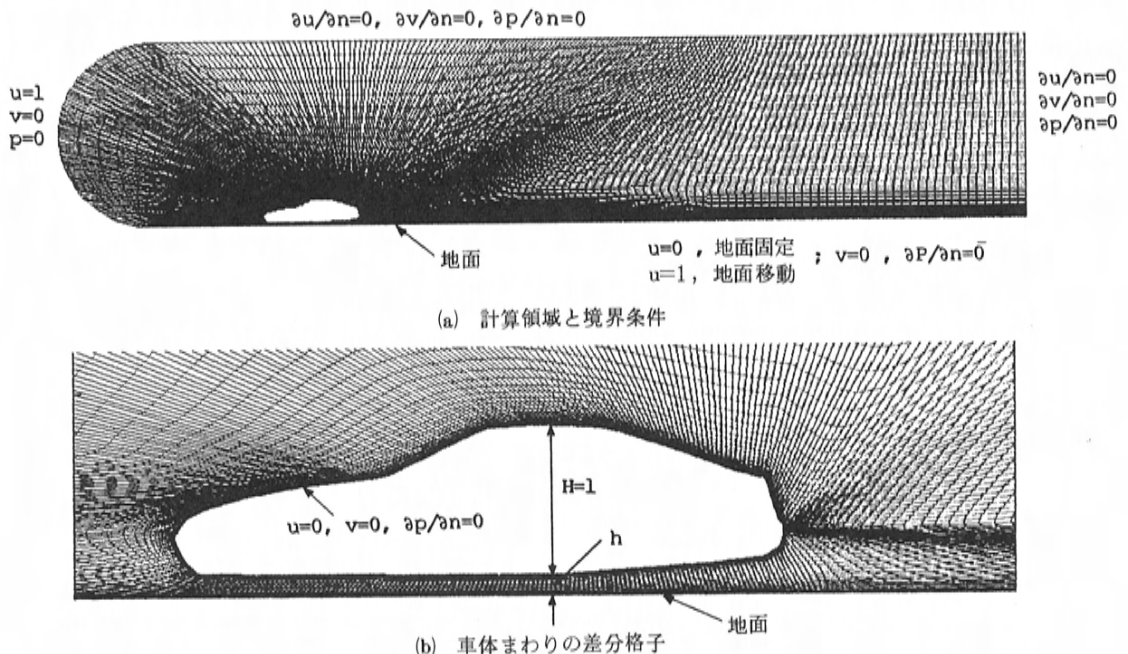 ∂u/∂n=0, ∂v/∂n=0, ∂p/∂n=0
u=1
v=0
p=0
∂u/∂n=0
∂v/∂n=0
∂p/∂n=0
地面
u=0 , 地面固定 ; v=0 , ∂P/∂n=0
u=1 , 地面移動
(a) 計算領域と境界条件
H=1
u=0, v=0, ∂p/∂n=0
h
地面
(b) 車体まわりの差分格子